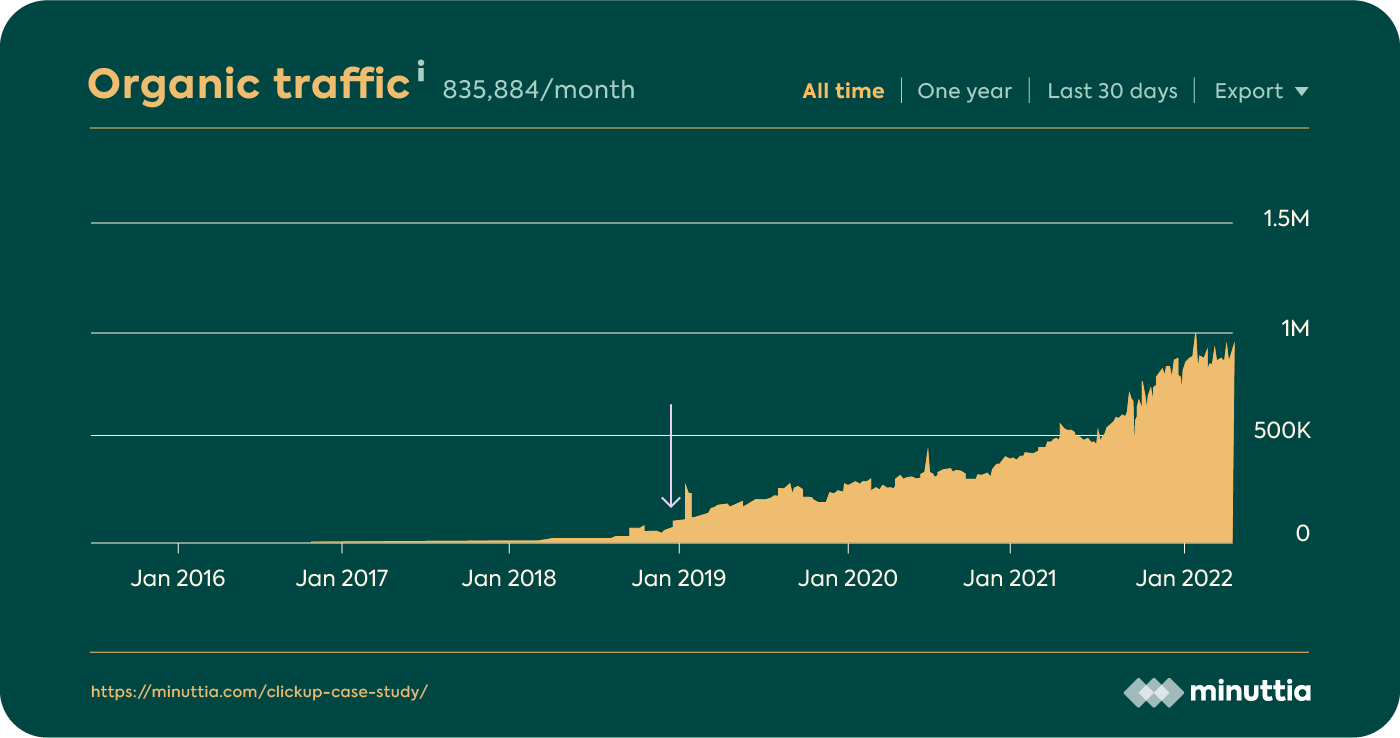 Organic traffic i 835,884/month
All time | One year | Last 30 days | Export
1.5M
1M
500K
0
Jan 2016 Jan 2017 Jan 2018 Jan 2019 Jan 2020 Jan 2021 Jan 2022
https://minuttia.com/clickup-case-study/
minuttia